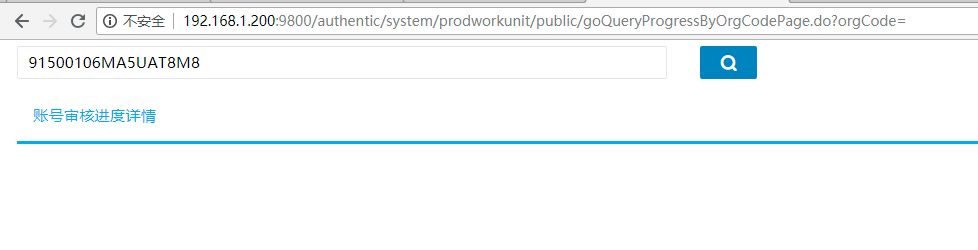 不安全 192.168.1.200:9800/authentic/system/prodworkunit/public/goQueryProgressByOrgCodePage.do?orgCode=
91500106MA5UAT8M8
账号审核进度详情